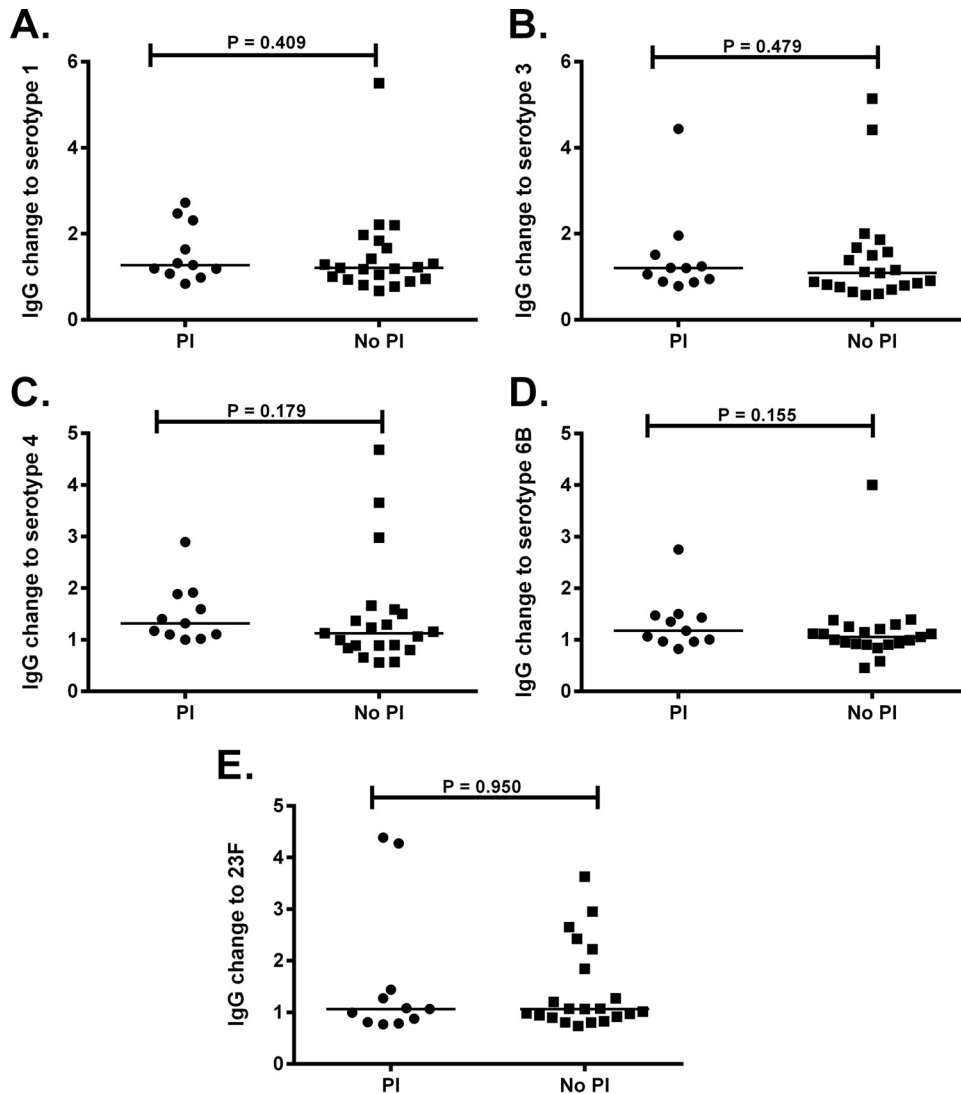 A.
P = 0.409
IgG change to serotype 1
6
4
2
0
PI
No PI
B.
P = 0.479
IgG change to serotype 3
6
4
2
0
PI
No PI
C.
P = 0.179
IgG change to serotype 4
5
4
3
2
1
0
PI
No PI
D.
P = 0.155
IgG change to serotype 6B
5
4
3
2
1
0
PI
No PI
E.
P = 0.950
IgG change to 23F
5
4
3
2
1
0
PI
No PI